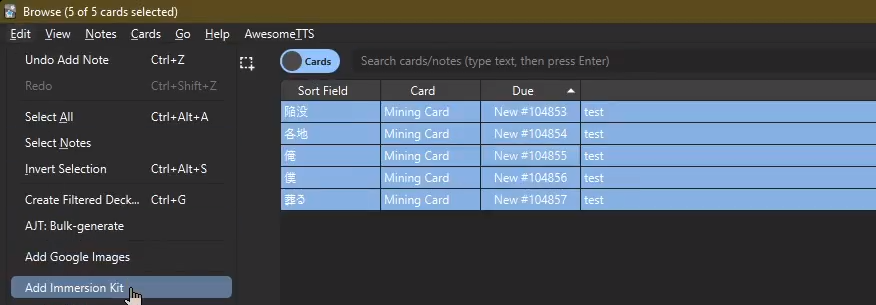 Browse (5 of 5 cards selected)
Edit View Notes Cards Go Help AwesomeTTS
Undo Add Note Ctrl+Z
Redo Ctrl+Shift+Z
Select All Ctrl+Alt+A
Select Notes
Invert Selection Ctrl+Alt+S
Create Filtered Deck... Ctrl+G
AJT: Bulk-generate
Add Google Images
Add Immersion Kit
Cards Search cards/notes (type text, then press Enter)
Sort Field Card Due
陥没 Mining Card New #104853 test
各地 Mining Card New #104854 test
俺 Mining Card New #104855 test
僕 Mining Card New #104856 test
葬る Mining Card New #104857 test